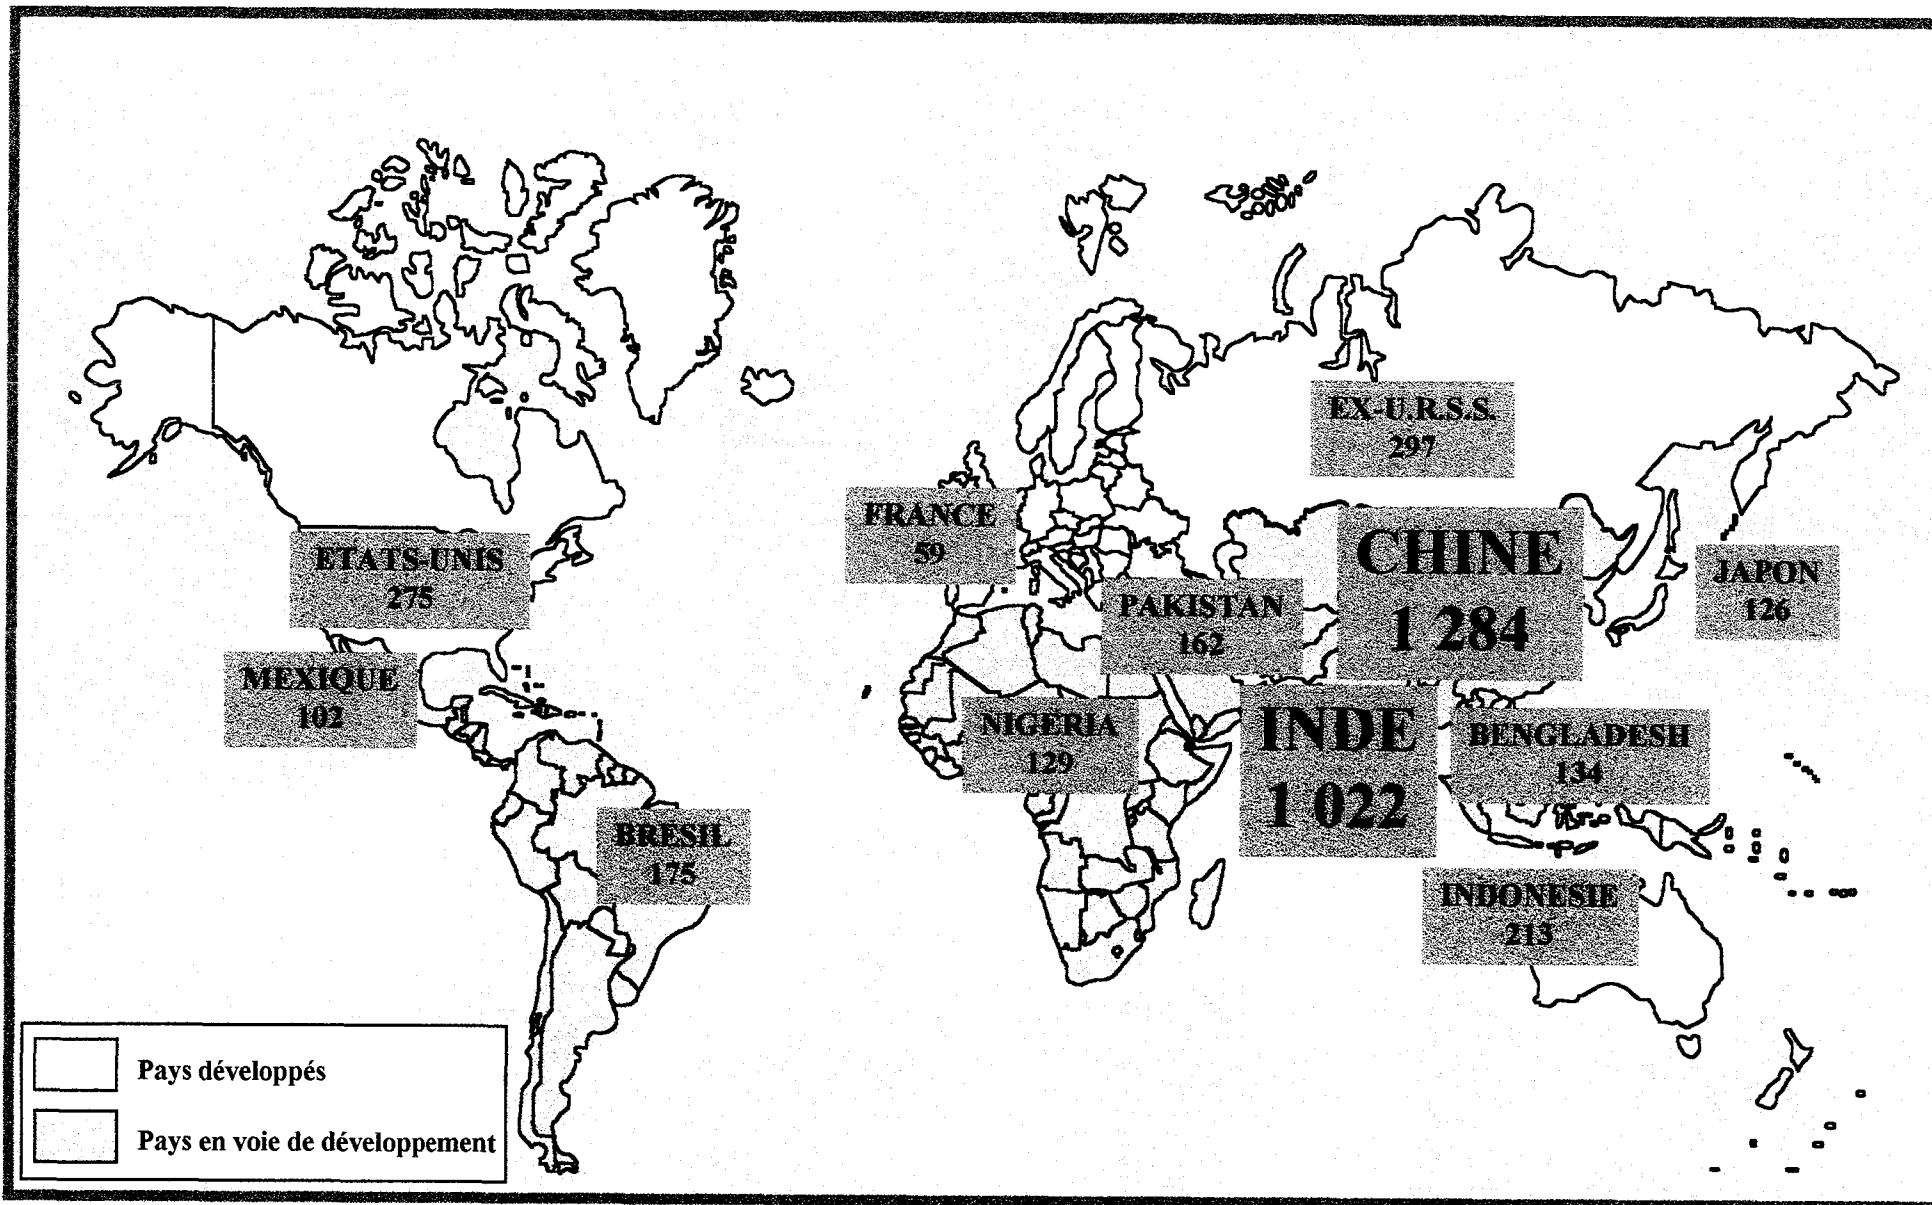 EX-U.R.S.S.
297
FRANCE
59
CHINE
1 284
ETATS-UNIS
275
JAPON
126
PAKISTAN
162
MEXIQUE
102
NIGERIA
129
INDE
1 022
BENGLADESH
134
BRESIL
175
INDONESIE
213
Pays développés
Pays en voie de développement